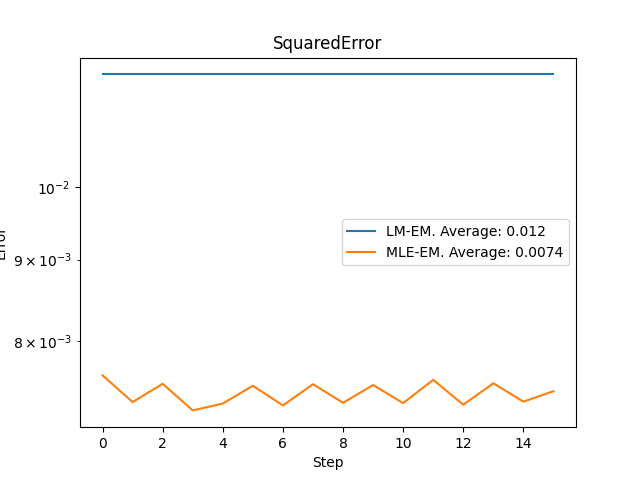 SquaredError
10⁻²
9 × 10⁻³
8 × 10⁻³
Error
LM-EM. Average: 0.012
MLE-EM. Average: 0.0074
0 2 4 6 8 10 12 14
Step